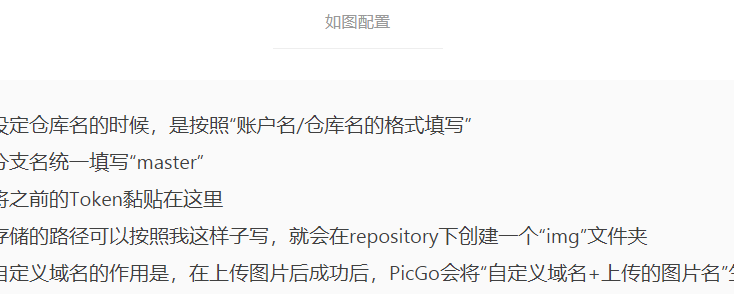 如图配置
设定仓库名的时候，是按照“账户名/仓库名的格式填写”
分支名统一填写“master”
将之前的Token黏贴在这里
存储的路径可以按照我这样子写，就会在repository下创建一个“img”文件夹
自定义域名的作用是，在上传图片后成功后，PicGo会将“自定义域名+上传的图片名”